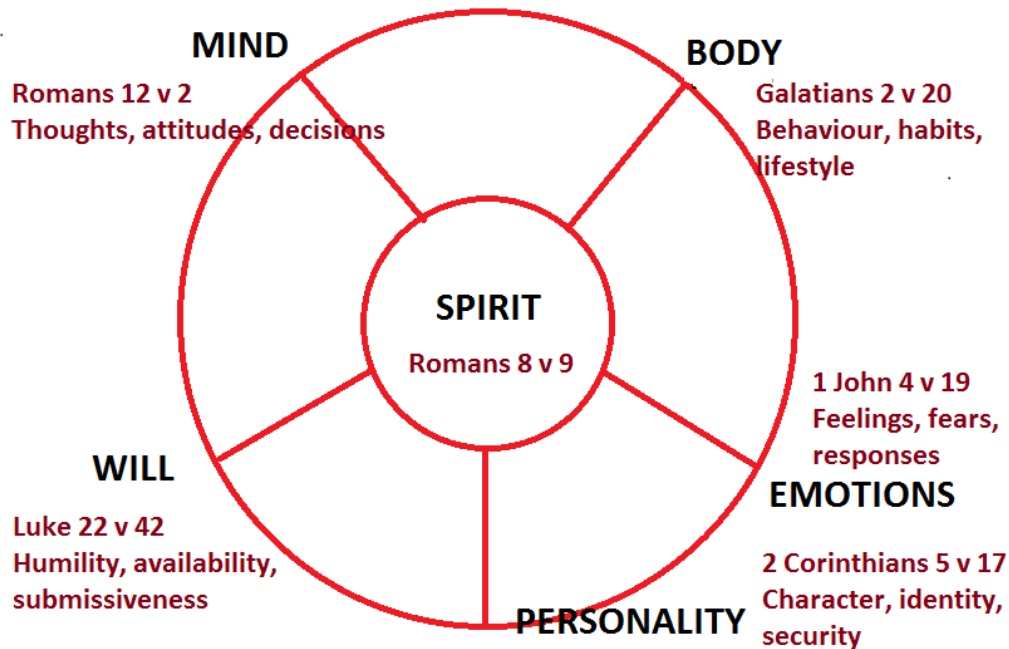 MIND
Romans 12 v 2
Thoughts, attitudes, decisions
BODY
Galatians 2 v 20
Behaviour, habits,
lifestyle
SPIRIT
Romans 8 v 9
1 John 4 v 19
Feelings, fears,
responses
EMOTIONS
WILL
Luke 22 v 42
Humility, availability,
submissiveness
PERSONALITY
2 Corinthians 5 v 17
Character, identity,
security